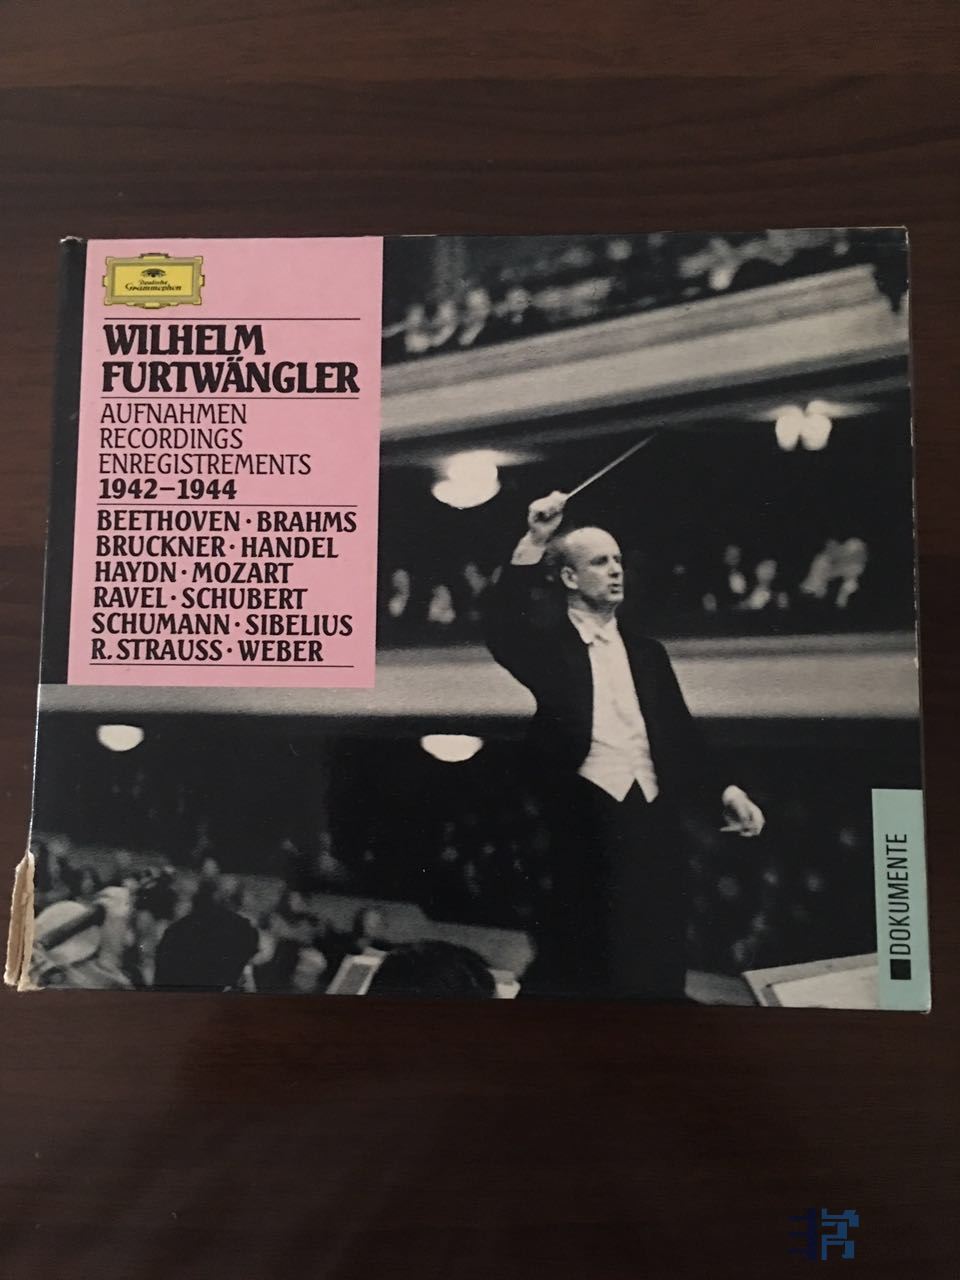 Deutsche
Grammophon
WILHELM
FURTWÄNGLER
AUFNAHMEN
RECORDINGS
ENREGISTREMENTS
1942–1944
BEETHOVEN · BRAHMS
BRUCKNER · HANDEL
HAYDN · MOZART
RAVEL · SCHUBERT
SCHUMANN · SIBELIUS
R. STRAUSS · WEBER
DOKUMENTE